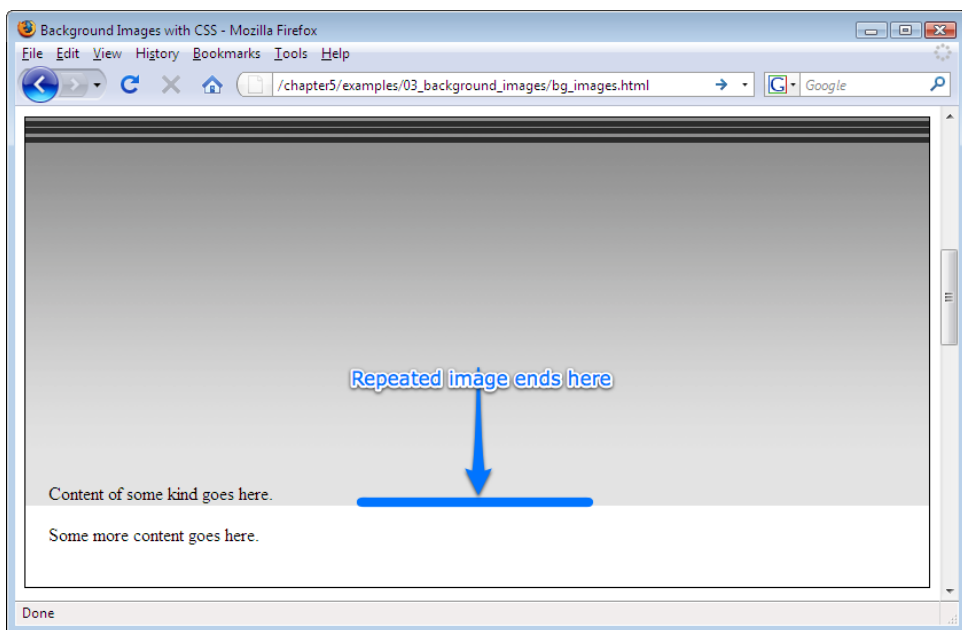 Background Images with CSS - Mozilla Firefox
File Edit View History Bookmarks Tools Help
/chapter5/examples/03_background_images/bg_images.html
G Google
Repeated image ends here
Content of some kind goes here.
Some more content goes here.
Done